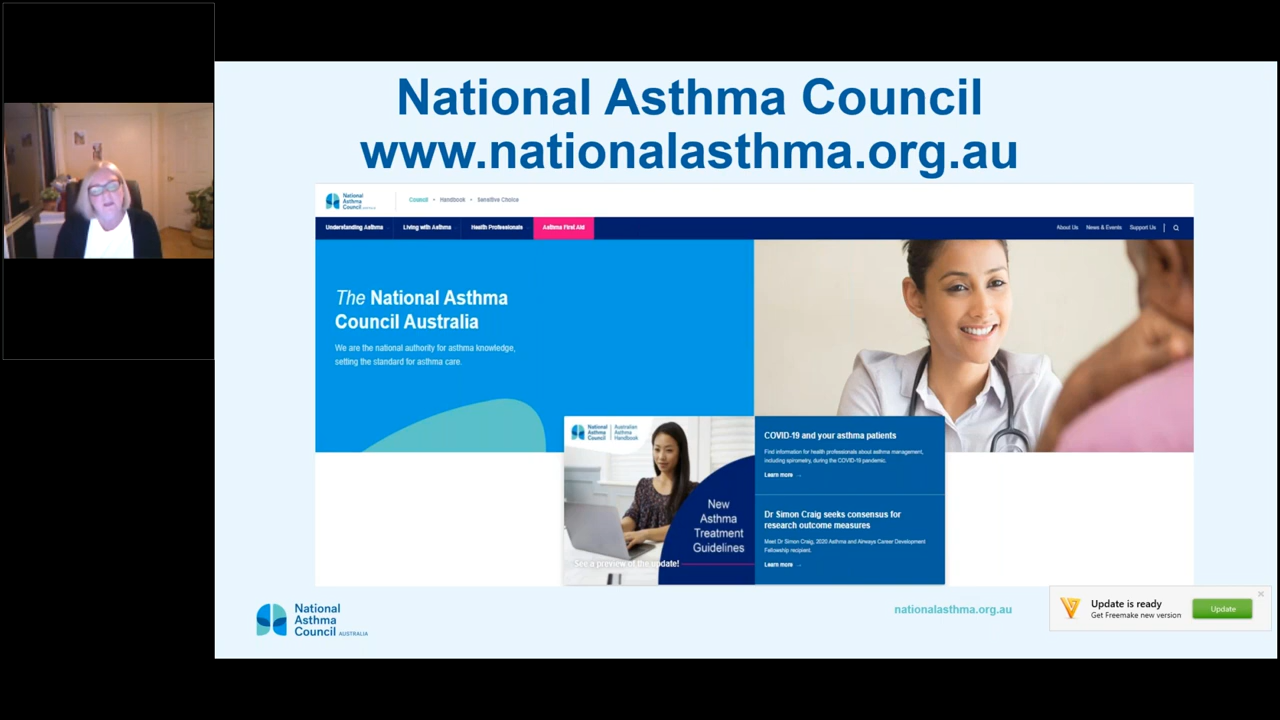 National Asthma Council
www.nationalasthma.org.au
National
Asthma
Council AUSTRALIA
Council • Handbook • Sensitive Choice
Understanding Asthma
Living with Asthma
Health Professionals
Asthma First Aid
About Us
News & Events
Support Us
The National Asthma
Council Australia
We are the national authority for asthma knowledge,
setting the standard for asthma care.
National
Asthma
Council
Australian
Asthma
Handbook
New
Asthma
Treatment
Guidelines
See a preview of the update!
COVID-19 and your asthma patients
Find information for health professionals about asthma management,
including spirometry, during the COVID-19 pandemic.
Learn more →
Dr Simon Craig seeks consensus for
research outcome measures
Meet Dr Simon Craig, 2020 Asthma and Airways Career Development
Fellowship recipient.
Learn more →
National
Asthma
Council AUSTRALIA
nationalasthma.org.au
Update is ready
Get Freemake new version
Update